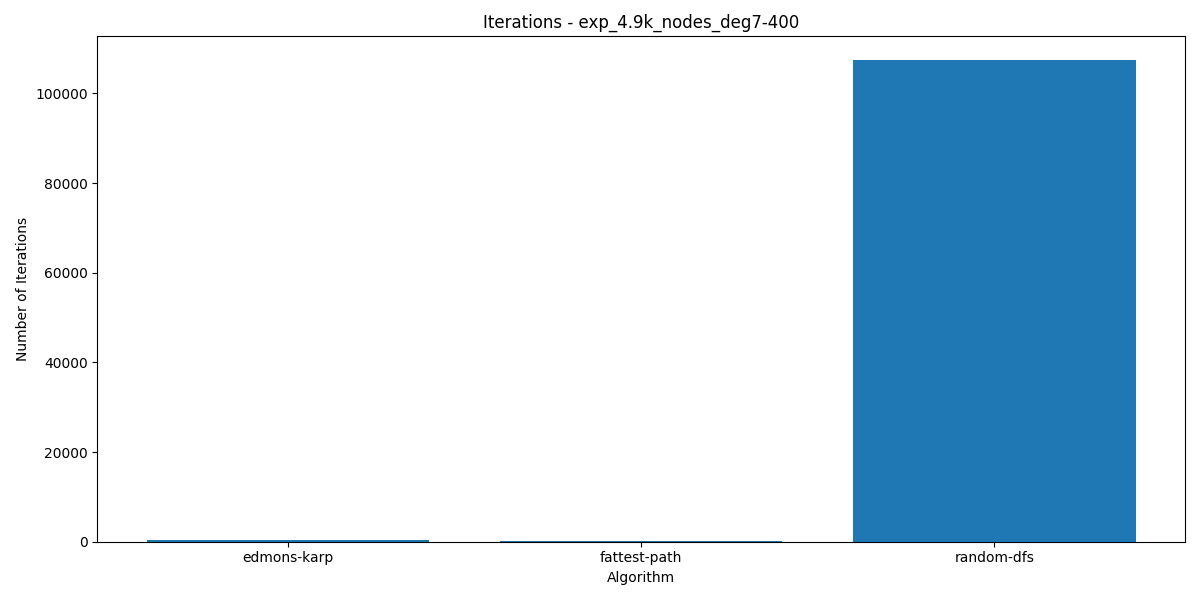 Iterations - exp_4.9k_nodes_deg7-400
Number of Iterations
100000
80000
60000
40000
20000
0
edmons-karp
fattest-path
random-dfs
Algorithm